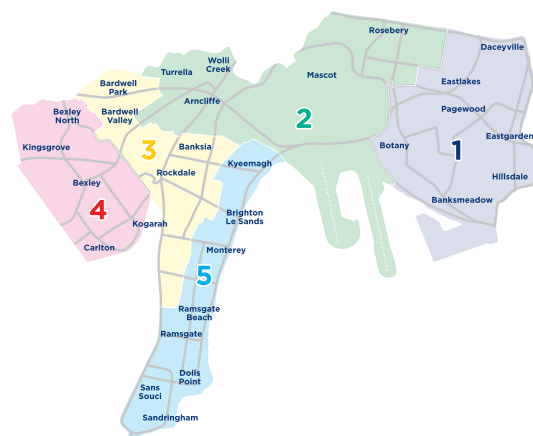 Rosebery
Daceyville
Wolli
Creek
Turrella
Mascot
Bardwell
Park
Eastlakes
Arncliffe
Pagewood
Bexley
North
Bardwell
Valley
2
Eastgarden
Kingsgrove
3
Banksia
Botany
1
Kyeemagh
Rockdale
Hillsdale
Bexley
Banksmeadow
4
Brighton
Le Sands
Kogarah
Carlton
Monterey
5
Ramsgate
Beach
Ramsgate
Dolls
Point
Sans
Souci
Sandringham